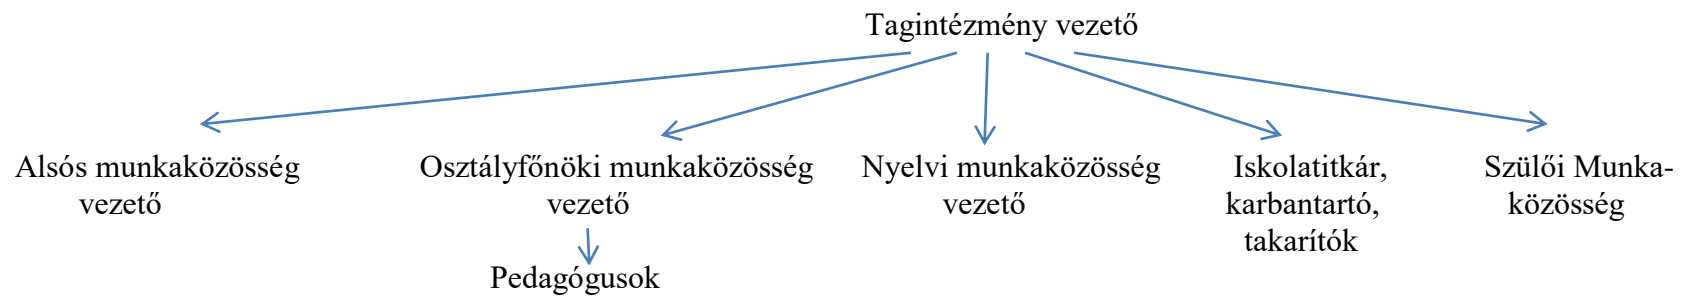 Tagintézmény vezető
Alsós munkaközösség vezető
Osztályfőnöki munkaközösség vezető
Nyelvi munkaközösség vezető
Iskolatitkár, karbantartó, takarítók
Szülői Munka-
közösség
Pedagógusok